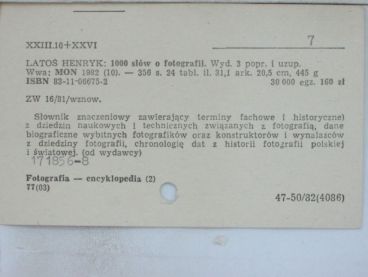 XXIII.10+XXVI
7
LATOŚ HENRYK: 1000 słów o fotografii. Wyd. 3 popr. i uzup.
Wwa: MON 1982 (10). — 350 s. 24 tabl. il. 31,1 ark. 20,5 cm, 445 g
ISBN 83-11-06675-2 30 000 egz. 160 zł
ZW 16/81/wznow.
Słownik znaczeniowy zawierający terminy fachowe i historyczne)
z dziedzin naukowych i technicznych związanych z fotografią, dane
biograficzne wybitnych fotografików oraz konstruktorów i wynalazców
z dziedziny fotografii, chronologię dat z historii fotografii polskiej
i światowej. (od wydawcy)
171856-8
Fotografia — encyklopedia (2)
77(03)
47-50/82(4086)